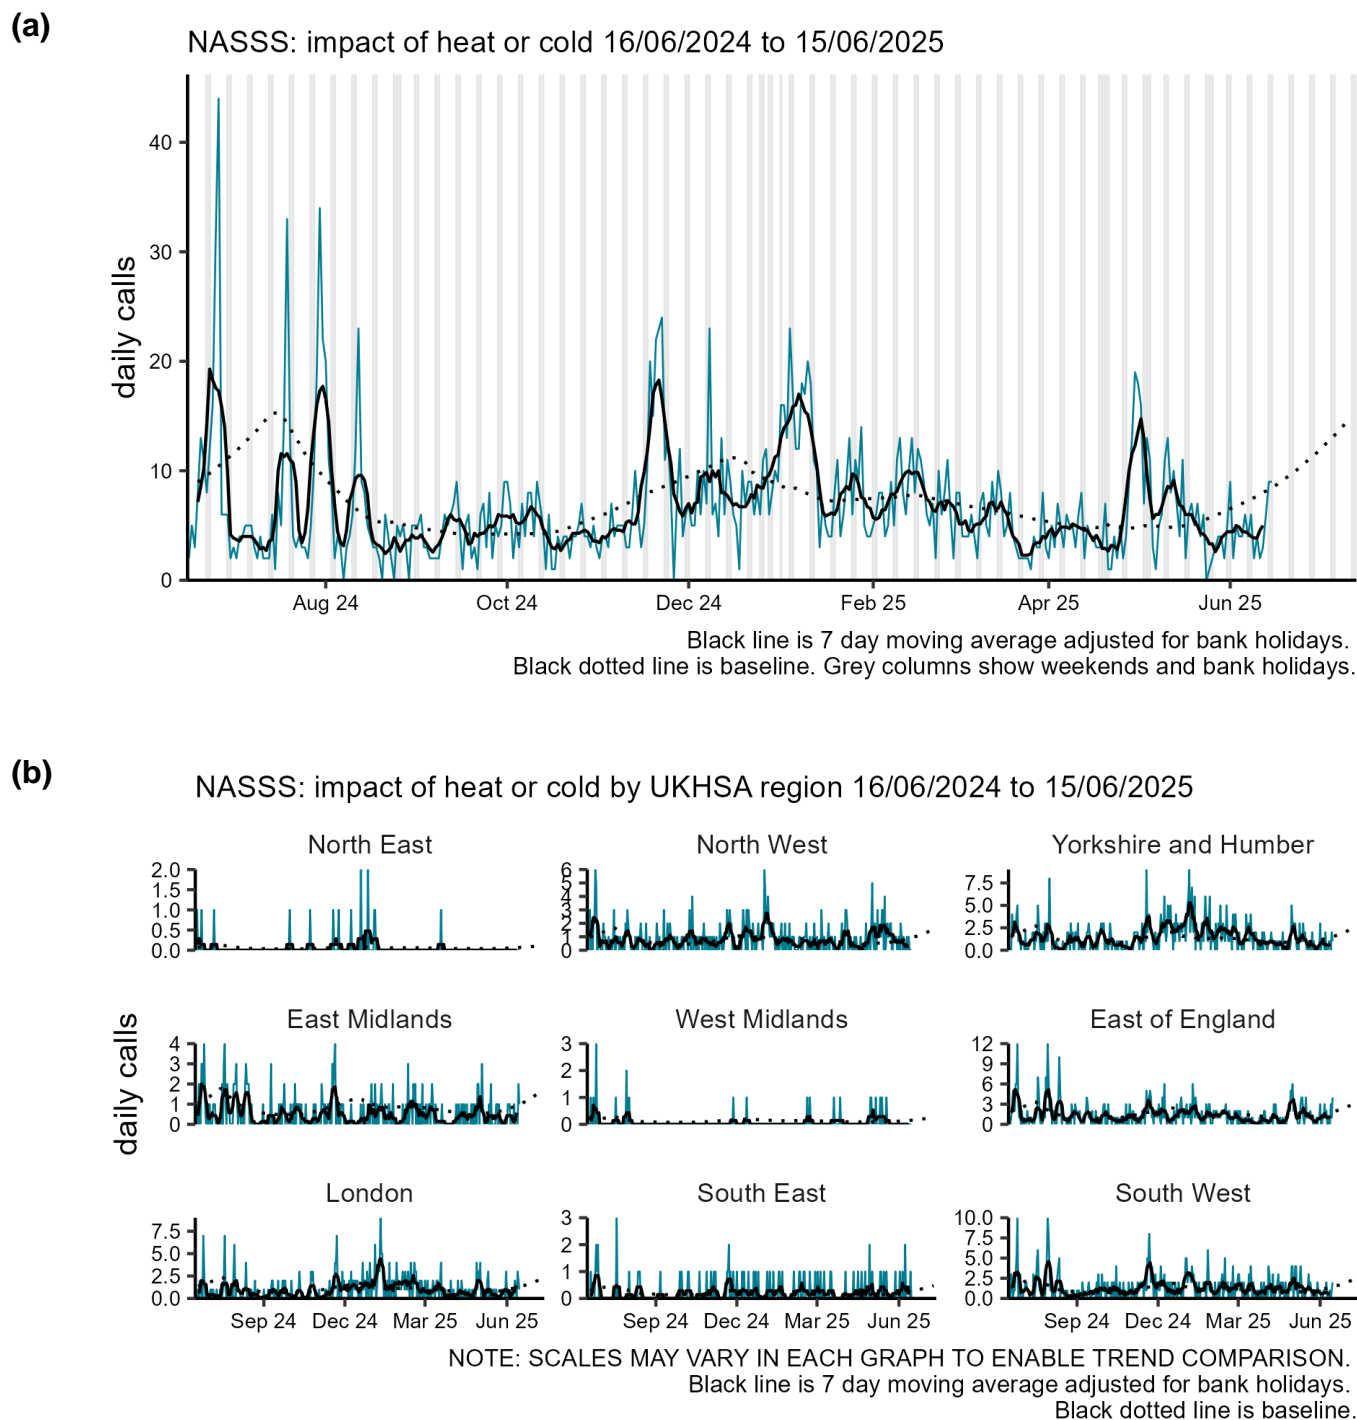 (a)
NASSS: impact of heat or cold 16/06/2024 to 15/06/2025
daily calls
40
30
20
10
0
Aug 24 Oct 24 Dec 24 Feb 25 Apr 25 Jun 25
Black line is 7 day moving average adjusted for bank holidays.
Black dotted line is baseline. Grey columns show weekends and bank holidays.
(b)
NASSS: impact of heat or cold by UKHSA region 16/06/2024 to 15/06/2025
daily calls
North East
2.0
1.5
1.0
0.5
0.0
North West
6
5
4
3
2
1
0
Yorkshire and Humber
7.5
5.0
2.5
0.0
East Midlands
4
3
2
1
0
West Midlands
3
2
1
0
East of England
12
9
6
3
0
London
7.5
5.0
2.5
0.0
Sep 24 Dec 24 Mar 25 Jun 25
South East
3
2
1
0
Sep 24 Dec 24 Mar 25 Jun 25
South West
10.0
7.5
5.0
2.5
0.0
Sep 24 Dec 24 Mar 25 Jun 25
NOTE: SCALES MAY VARY IN EACH GRAPH TO ENABLE TREND COMPARISON.
Black line is 7 day moving average adjusted for bank holidays.
Black dotted line is baseline.